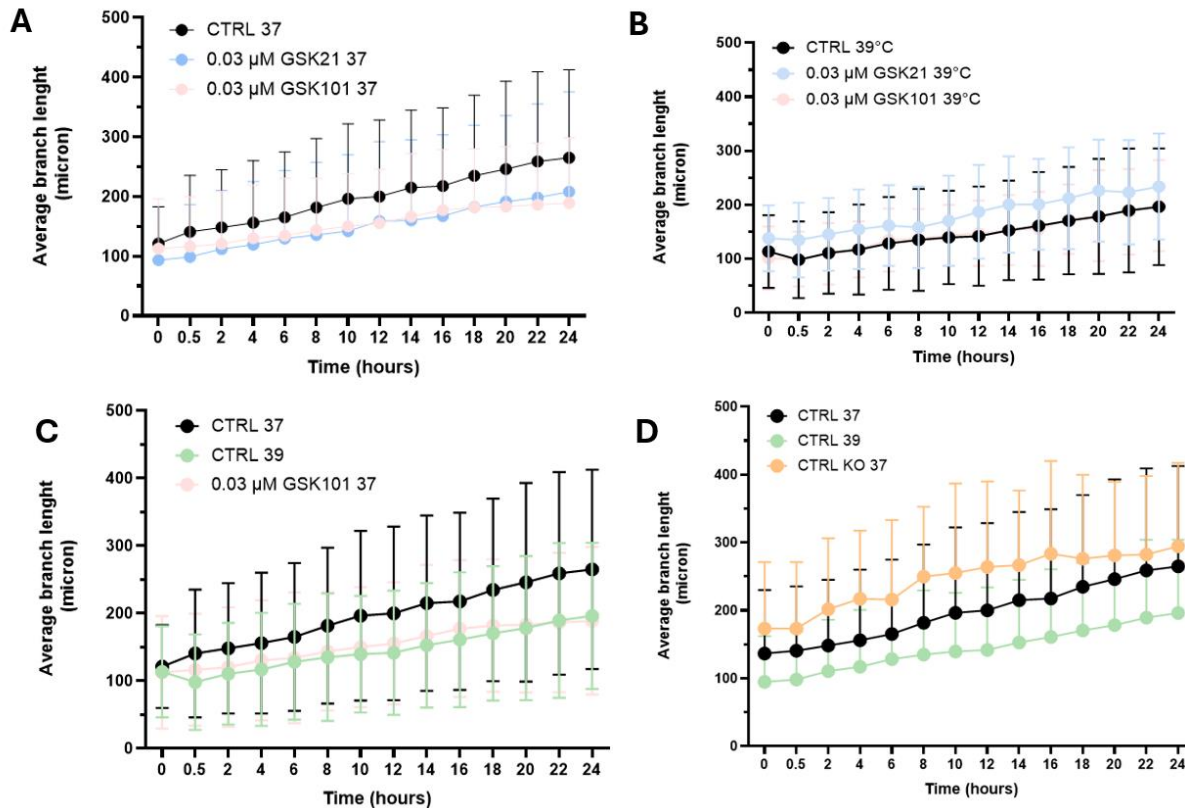 A
CTRL 37
0.03 µM GSK21 37
0.03 µM GSK101 37
Average branch lenght
(micron)
500
400
300
200
100
0
0 0.5 2 4 6 8 10 12 14 16 18 20 22 24
Time (hours)
B
CTRL 39°C
0.03 µM GSK21 39°C
0.03 µM GSK101 39°C
Average branch lenght
(micron)
500
400
300
200
100
0
0 0.5 2 4 6 8 10 12 14 16 18 20 22 24
Time (hours)
C
CTRL 37
CTRL 39
0.03 µM GSK101 37
Average branch lenght
(micron)
500
400
300
200
100
0
0 0.5 2 4 6 8 10 12 14 16 18 20 22 24
Time (hours)
D
CTRL 37
CTRL 39
CTRL KO 37
Average branch lenght
(micron)
500
400
300
200
100
0
0 0.5 2 4 6 8 10 12 14 16 18 20 22 24
Time (hours)